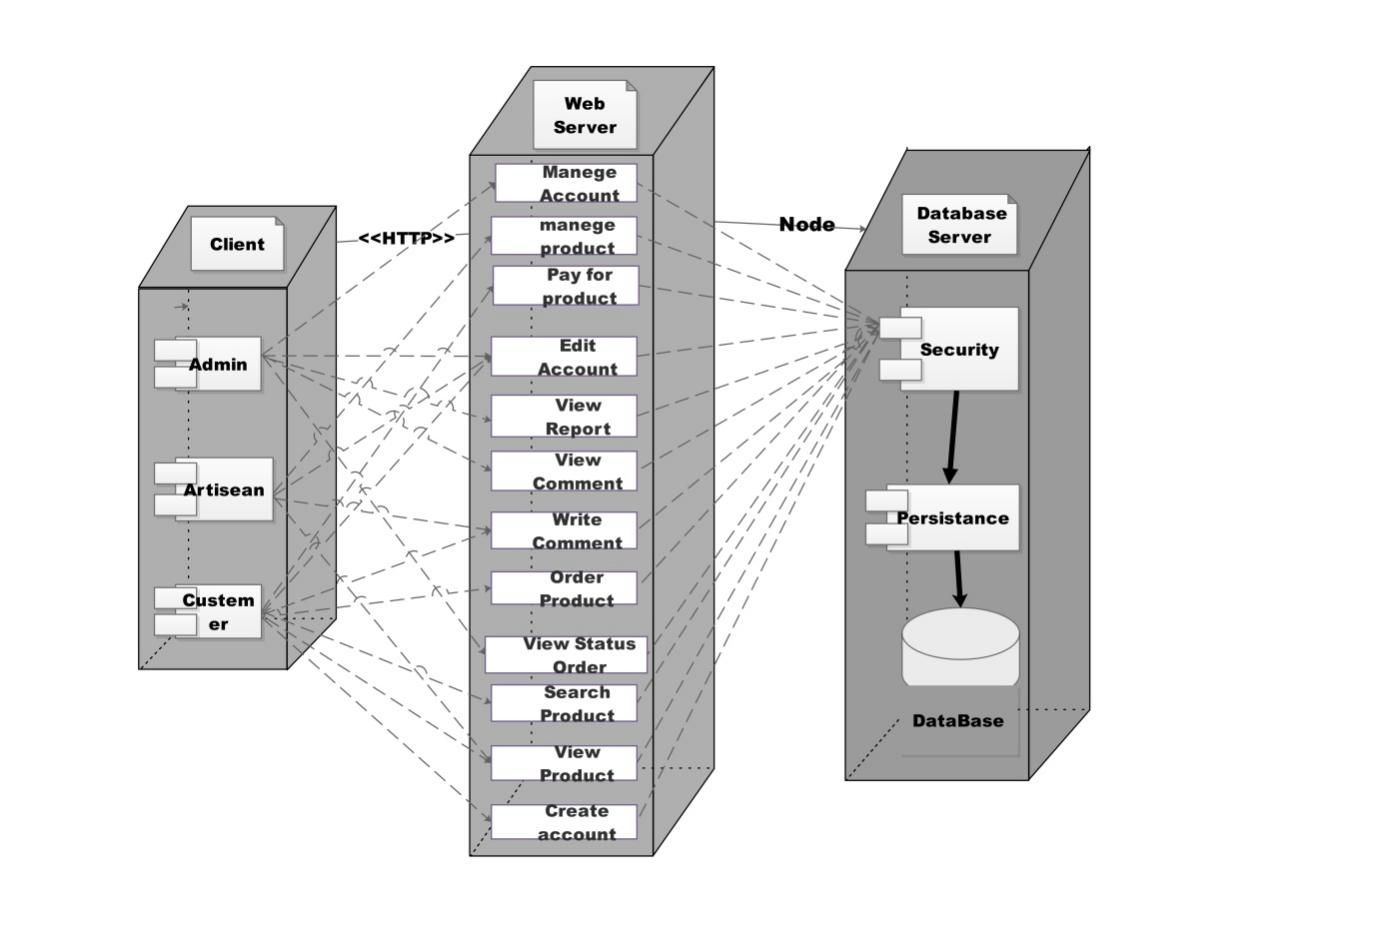 Client
Admin
Artisean
Custem
er
<<HTTP>>
Web
Server
Manege
Account
manege
product
Pay for
product
Edit
Account
View
Report
View
Comment
Write
Comment
Order
Product
View Status
Order
Search
Product
View
Product
Create
account
Node
Database
Server
Security
Persistance
DataBase